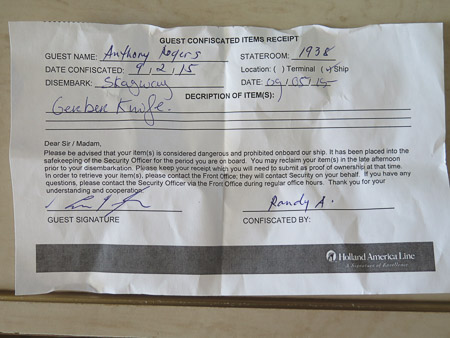 GUEST CONFISCATED ITEMS RECEIPT
GUEST NAME: Anthony Rogers STATEROOM: 1938
DATE CONFISCATED: 9, 2, 15 Location: ( ) Terminal (✓) Ship
DISEMBARK: Skagway DATE: 09/05/15
DECRIPTION OF ITEM(S):
Gerber Knife.
Dear Sir / Madam,
Please be advised that your item(s) is considered dangerous and prohibited onboard our ship. It has been placed into the
safekeeping of the Security Officer for the period you are on board. You may reclaim your item(s) in the late afternoon
prior to your disembarkation. Please keep your receipt which you will need to submit as proof of ownership at that time.
In order to retrieve your item(s), please contact the Front Office; they will contact Security on your behalf. If you have any
questions, please contact the Security Officer via the Front Office during regular office hours. Thank you for your
understanding and cooperation.
Randy A.
GUEST SIGNATURE CONFISCATED BY:
Holland America Line
A Signature of Excellence